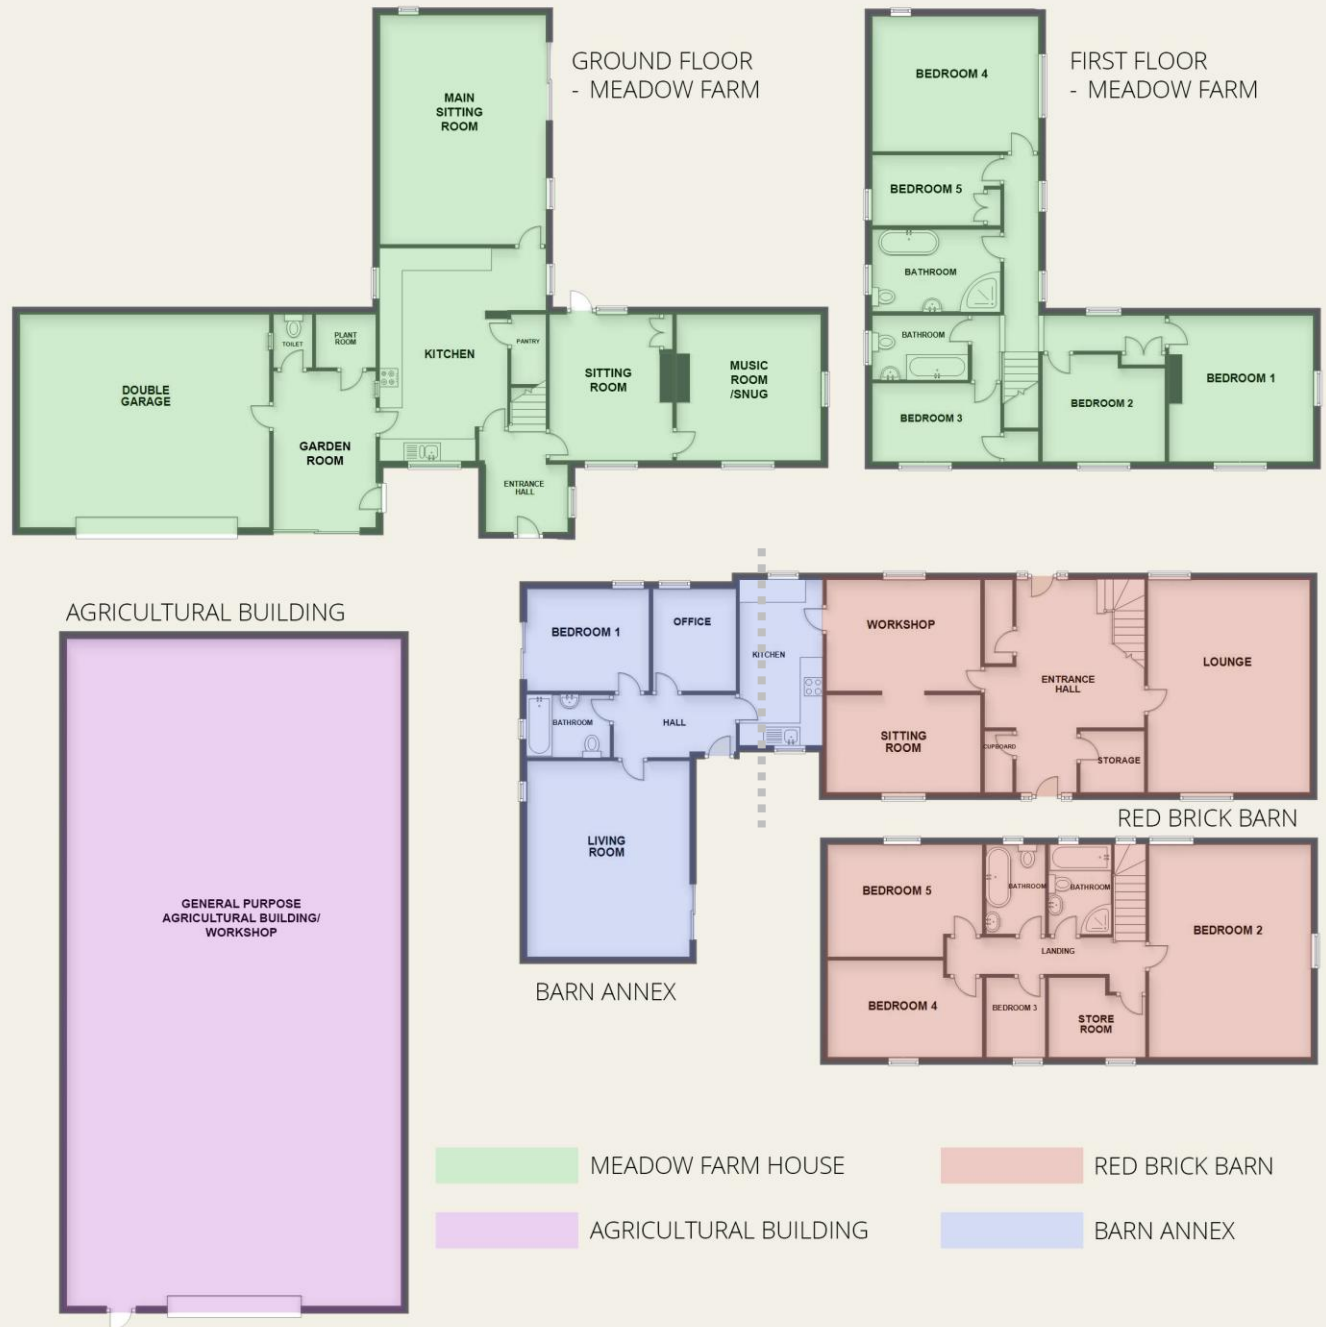 GROUND FLOOR
- MEADOW FARM
MAIN
SITTING
ROOM
KITCHEN
PANTRY
SITTING
ROOM
MUSIC
ROOM
/SNUG
DOUBLE
GARAGE
TOILET
PLANT
ROOM
GARDEN
ROOM
ENTRANCE
HALL
FIRST FLOOR
- MEADOW FARM
BEDROOM 4
BEDROOM 5
BATHROOM
BATHROOM
BEDROOM 3
BEDROOM 2
BEDROOM 1
AGRICULTURAL BUILDING
GENERAL PURPOSE
AGRICULTURAL BUILDING/
WORKSHOP
BEDROOM 1
OFFICE
KITCHEN
BATHROOM
HALL
LIVING
ROOM
BARN ANNEX
WORKSHOP
SITTING
ROOM
ENTRANCE
HALL
CUPBOARD
STORAGE
LOUNGE
RED BRICK BARN
BEDROOM 5
BATHROOM
BATHROOM
LANDING
BEDROOM 2
BEDROOM 4
BEDROOM 3
STORE
ROOM
MEADOW FARM HOUSE
RED BRICK BARN
AGRICULTURAL BUILDING
BARN ANNEX